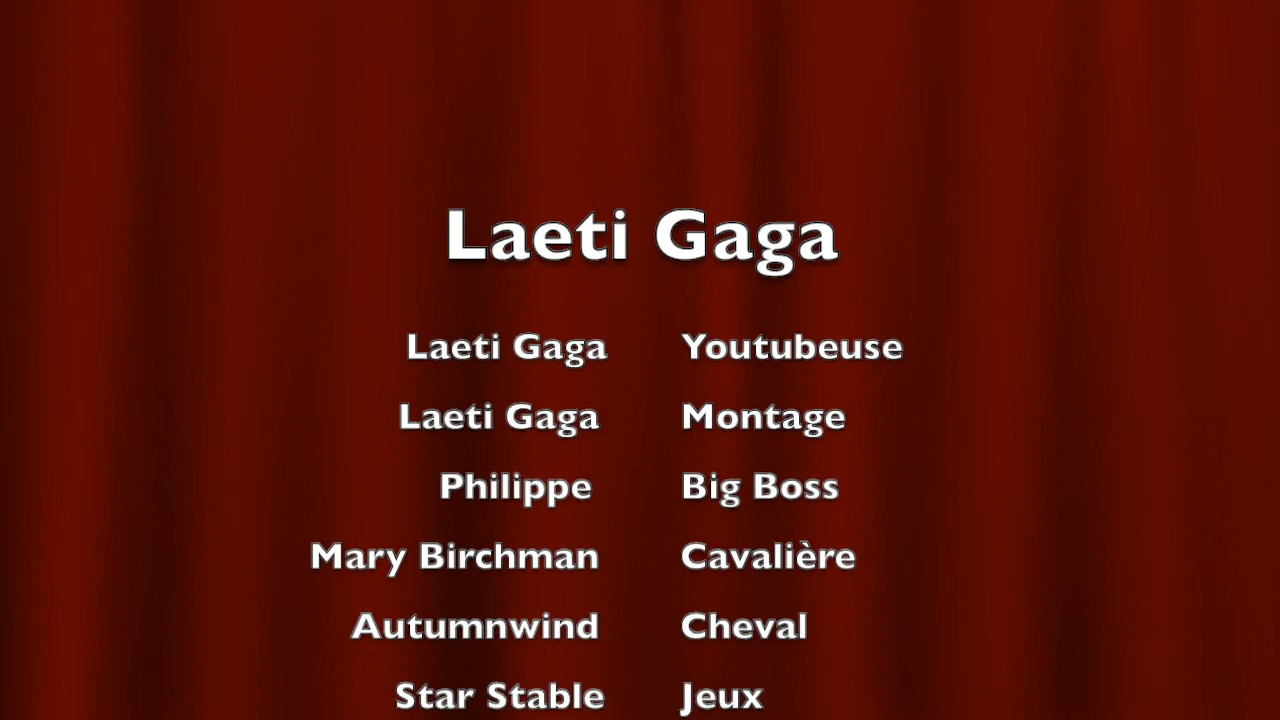 Laeti Gaga
Laeti Gaga Youtubeuse
Laeti Gaga Montage
Philippe Big Boss
Mary Birchman Cavalière
Autumnwind Cheval
Star Stable Jeux